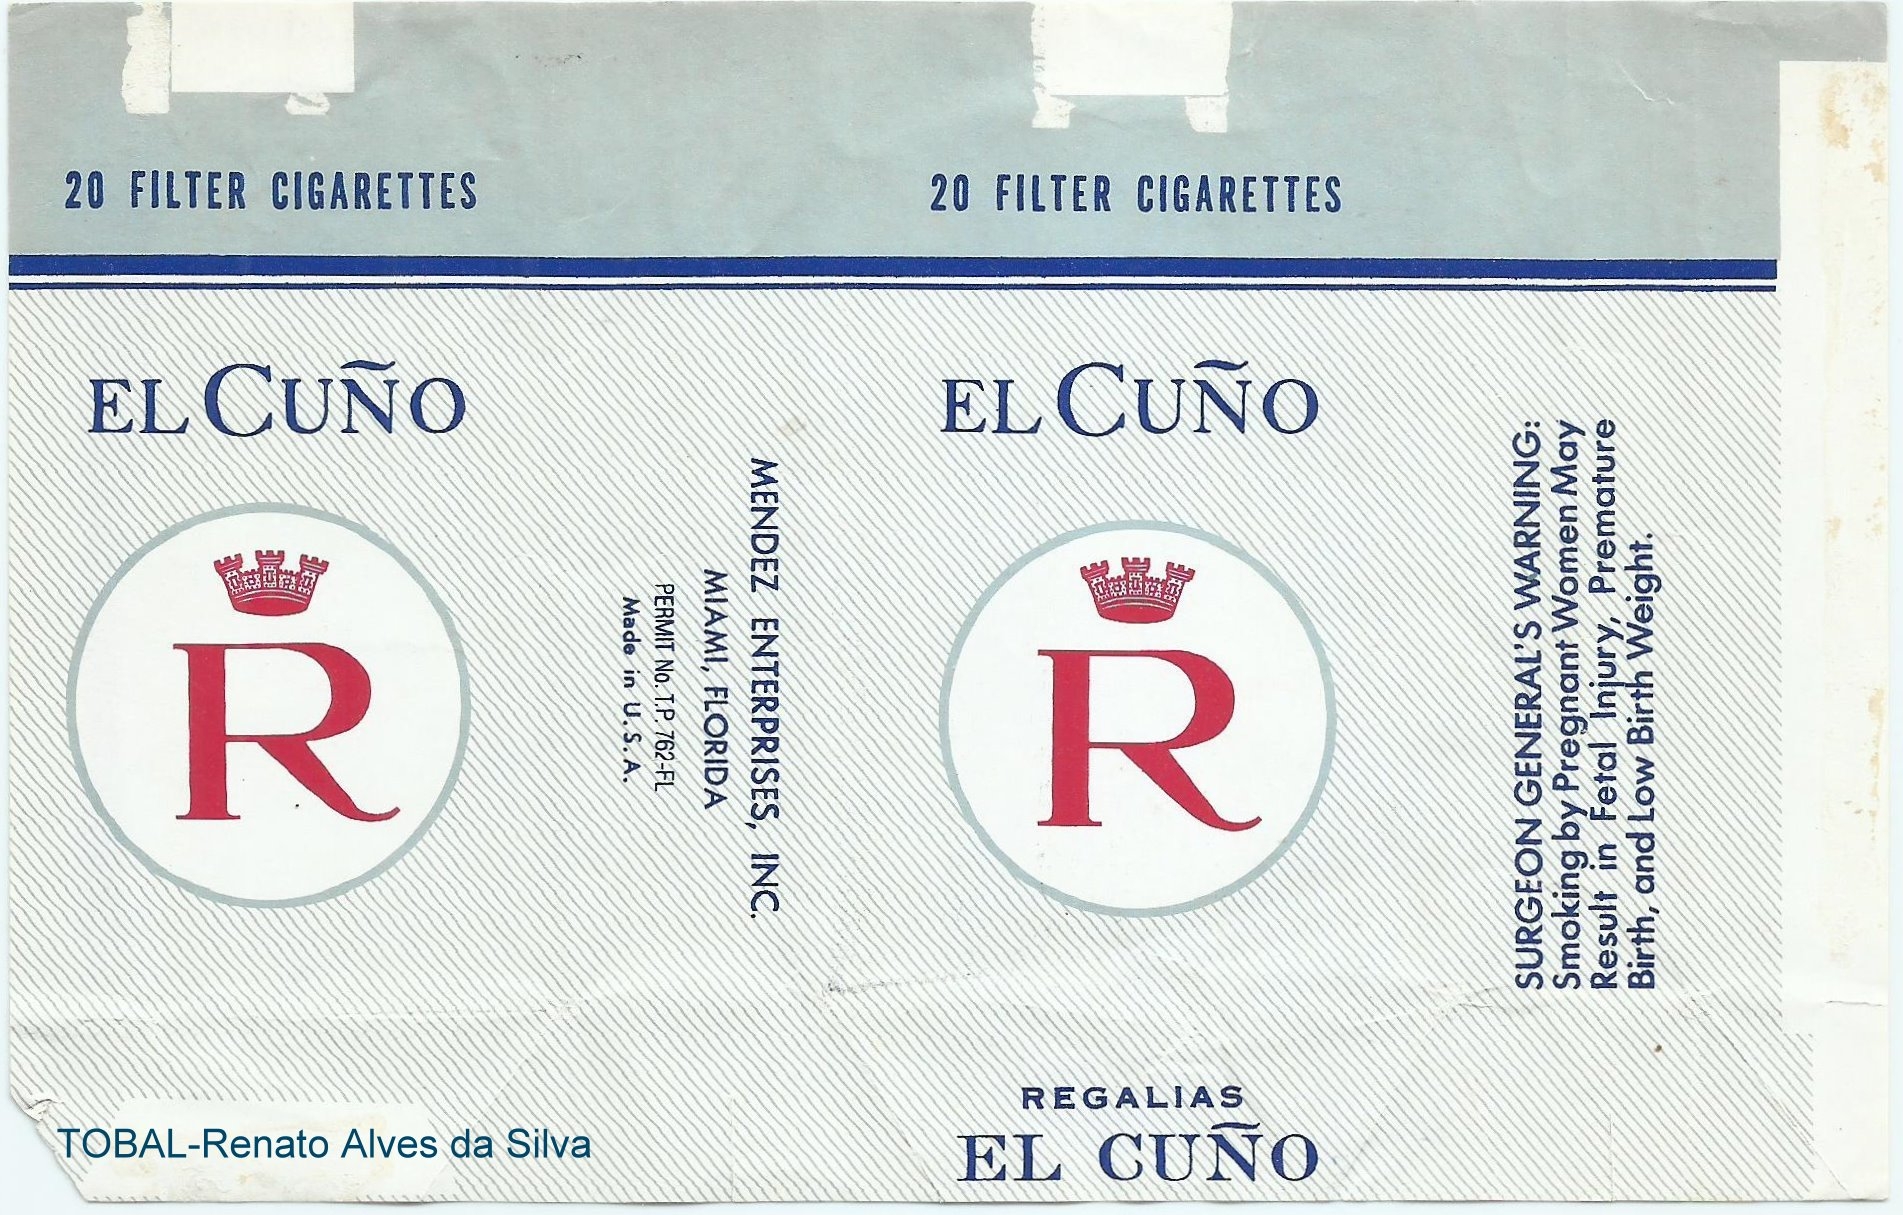 20 FILTER CIGARETTES
EL CUÑO
R
MENDEZ ENTERPRISES, INC.
MIAMI, FLORIDA
PERMIT No. T.P. 762-FL
Made in U.S.A.
20 FILTER CIGARETTES
EL CUÑO
R
REGALIAS
EL CUÑO
SURGEON GENERAL'S WARNING:
Smoking by Pregnant Women May
Result in Fetal Injury, Premature
Birth, and Low Birth Weight.
TOBAL-Renato Alves da Silva